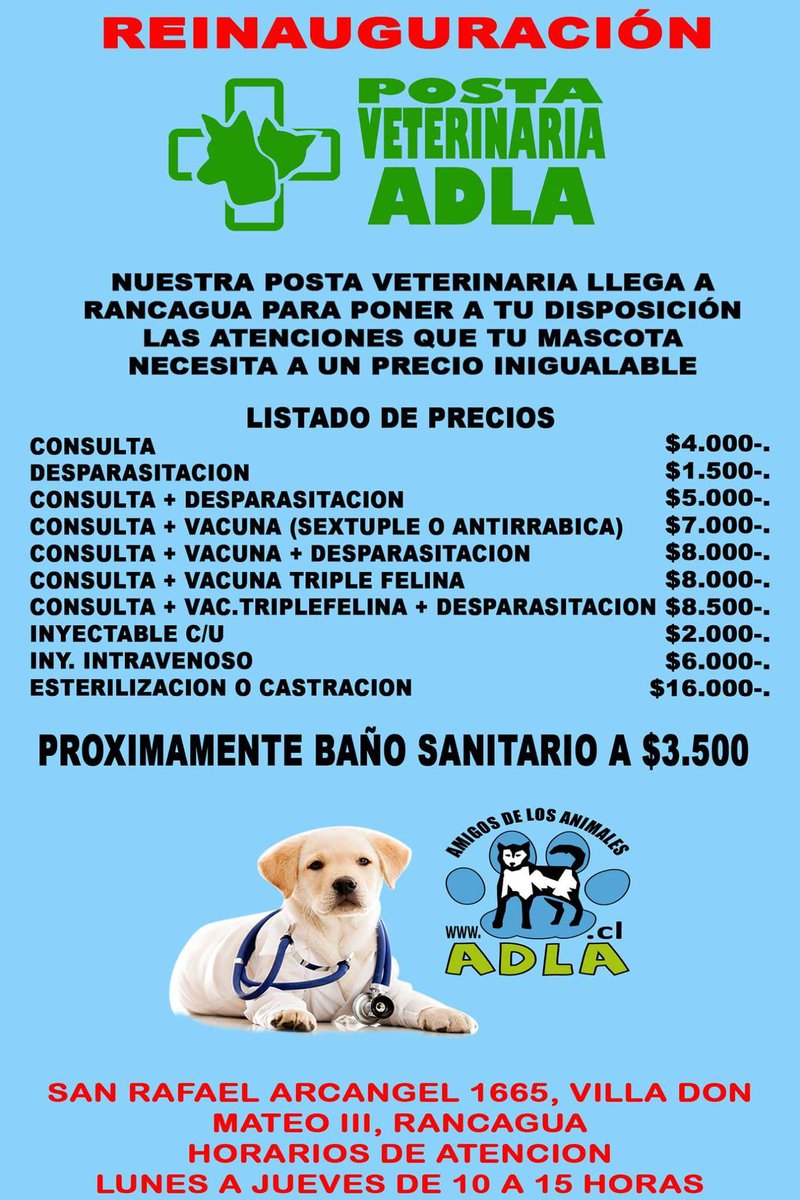 REINAUGURACIÓN
POSTA
VETERINARIA
ADLA
NUESTRA POSTA VETERINARIA LLEGA A
RANCAGUA PARA PONER A TU DISPOSICIÓN
LAS ATENCIONES QUE TU MASCOTA
NECESITA A UN PRECIO INIGUALABLE
LISTADO DE PRECIOS
CONSULTA $4.000-.
DESPARASITACION $1.500-.
CONSULTA + DESPARASITACION $5.000-.
CONSULTA + VACUNA (SEXTUPLE O ANTIRRABICA) $7.000-.
CONSULTA + VACUNA + DESPARASITACION $8.000-.
CONSULTA + VACUNA TRIPLE FELINA $8.000-.
CONSULTA + VAC.TRIPLEFELINA + DESPARASITACION $8.500-.
INYECTABLE C/U $2.000-.
INY. INTRAVENOSO $6.000-.
ESTERILIZACION O CASTRACION $16.000-.
PROXIMAMENTE BAÑO SANITARIO A $3.500
AMIGOS DE LOS ANIMALES
www. .cl
ADLA
SAN RAFAEL ARCANGEL 1665, VILLA DON
MATEO III, RANCAGUA
HORARIOS DE ATENCION
LUNES A JUEVES DE 10 A 15 HORAS